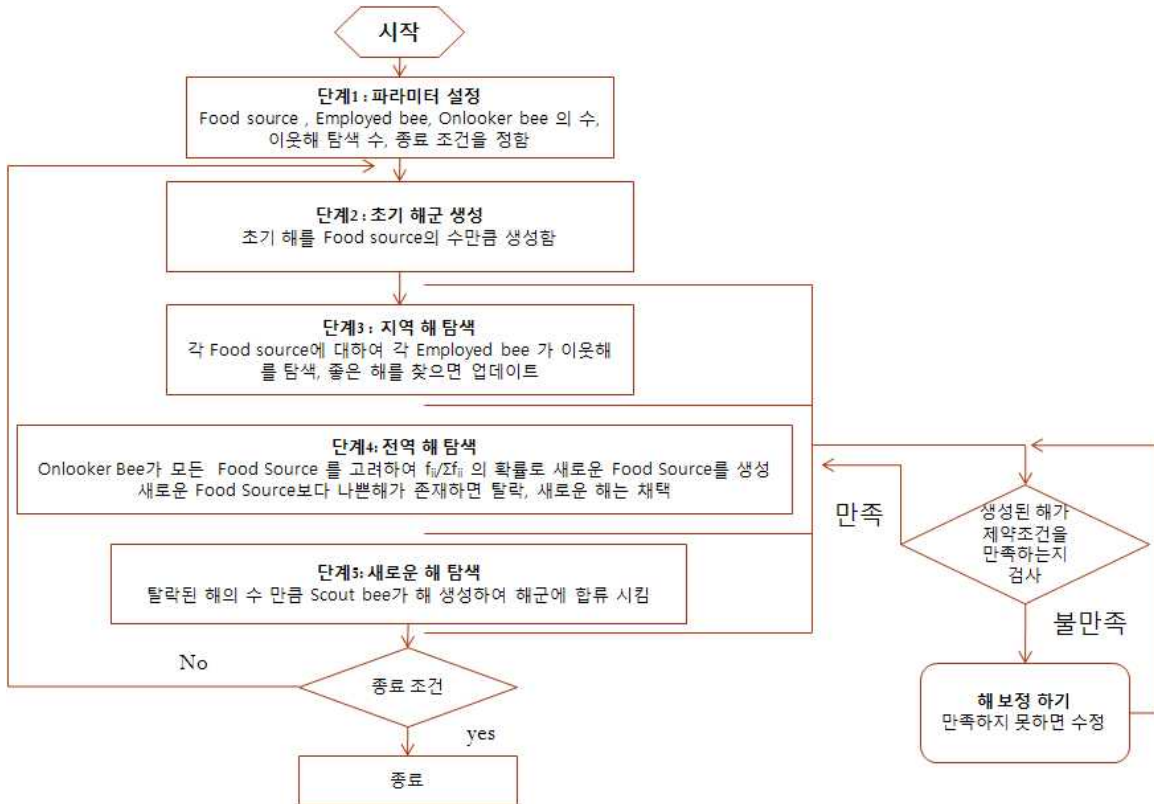 시작
단계1 : 파라미터 설정
Food source , Employed bee, Onlooker bee 의 수,
이웃해 탐색 수, 종료 조건을 정함
단계2 : 초기 해군 생성
초기 해를 Food source의 수만큼 생성함
단계3 : 지역 해 탐색
각 Food source에 대하여 각 Employed bee 가 이웃해
를 탐색, 좋은 해를 찾으면 업데이트
단계4: 전역 해 탐색
Onlooker Bee가 모든 Food Source 를 고려하여 fᵢⱼ/Σfᵢⱼ 의 확률로 새로운 Food Source를 생성
새로운 Food Source보다 나쁜해가 존재하면 탈락, 새로운 해는 채택
단계5: 새로운 해 탐색
탈락된 해의 수 만큼 Scout bee가 해 생성하여 해군에 합류 시킴
No
종료 조건
yes
종료
만족
생성된 해가
제약조건을
만족하는지
검사
불만족
해 보정 하기
만족하지 못하면 수정